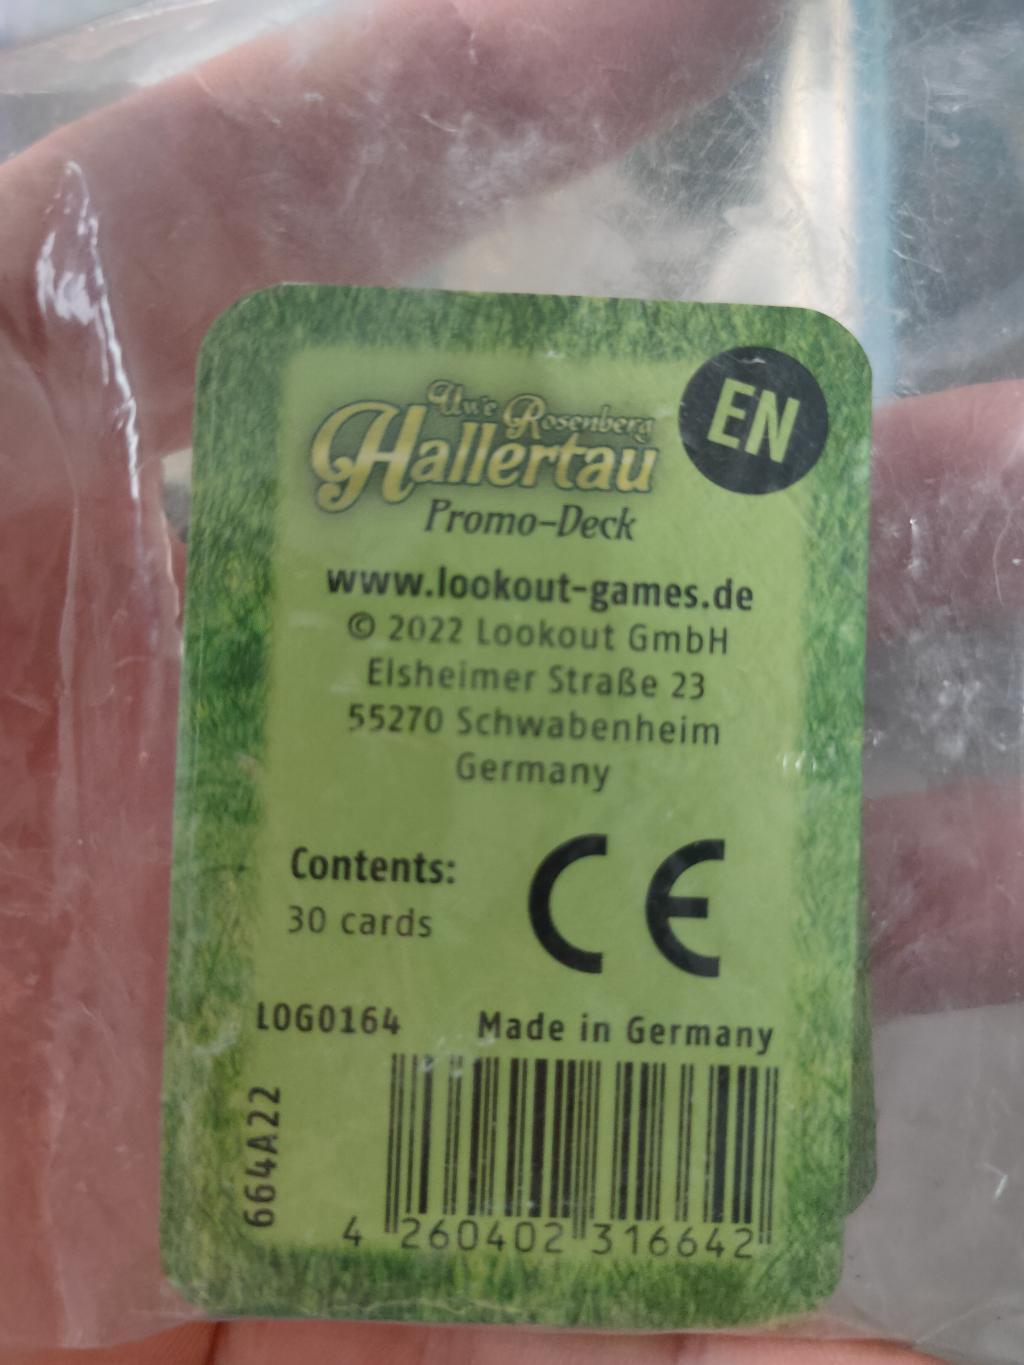 Uwe Rosenberg
Hallertau
EN
Promo-Deck
www.lookout-games.de
© 2022 Lookout GmbH
Elsheimer Straße 23
55270 Schwabenheim
Germany
Contents:
30 cards
CE
LOG0164
Made in Germany
664A22
4 260402 316642